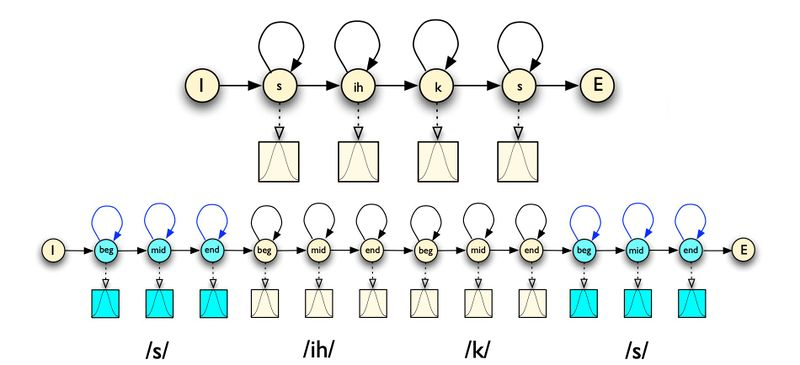 I s ih k s E
I beg mid end beg mid end beg mid end beg mid end E
/s/ /ih/ /k/ /s/